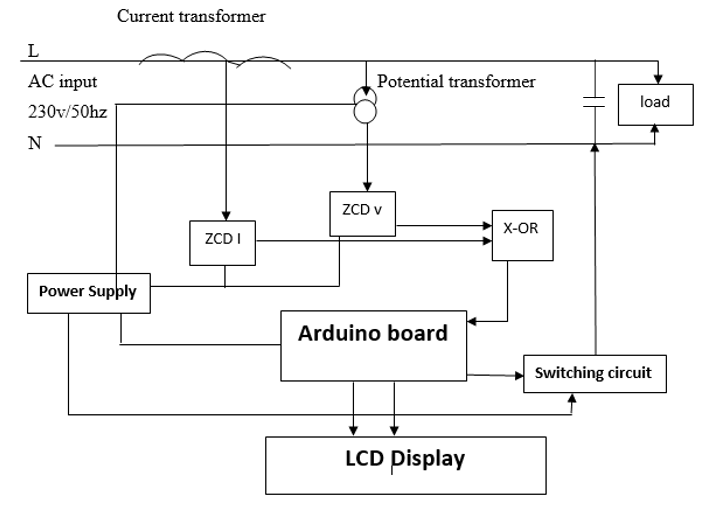 Current transformer
L
AC input
Potential transformer
230v/50hz
load
N
ZCD v
ZCD I
X-OR
Power Supply
Arduino board
Switching circuit
LCD Display